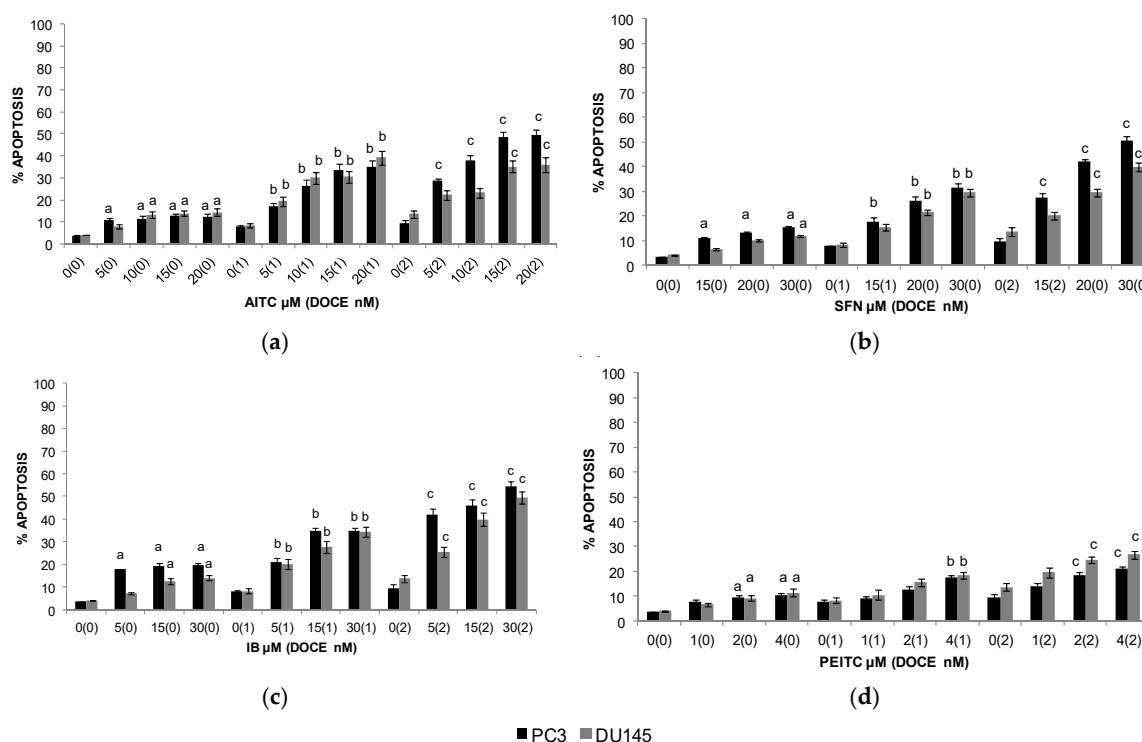 % APOPTOSIS
100
90
80
70
60
50
40
30
20
10
0
a a a a a a a b b b b b b b b c c c c c c
0(0) 5(0) 10(0) 15(0) 20(0) 0(1) 5(1) 10(1) 15(1) 20(1) 0(2) 5(2) 10(2) 15(2) 20(2)
AITC µM (DOCE nM)
(a)
% APOPTOSIS
100
90
80
70
60
50
40
30
20
10
0
a a a a b b b b b c c c c c
0(0) 15(0) 20(0) 30(0) 0(1) 15(1) 20(0) 30(0) 0(2) 15(2) 20(0) 30(0
SFN µM (DOCE nM)
(b)
% APOPTOSIS
100
90
80
70
60
50
40
30
20
10
0
a a a a a b b b b b b c c c c c c
0(0) 5(0) 15(0) 30(0) 0(1) 5(1) 15(1) 30(1) 0(2) 5(2) 15(2) 30(2)
IB µM (DOCE nM)
(c)
% APOPTOSIS
100
90
80
70
60
50
40
30
20
10
0
a a a a b b c c c c
0(0) 1(0) 2(0) 4(0) 0(1) 1(1) 2(1) 4(1) 0(2) 1(2) 2(2) 4(2)
PEITC µM (DOCE nM)
(d)
PC3 DU145